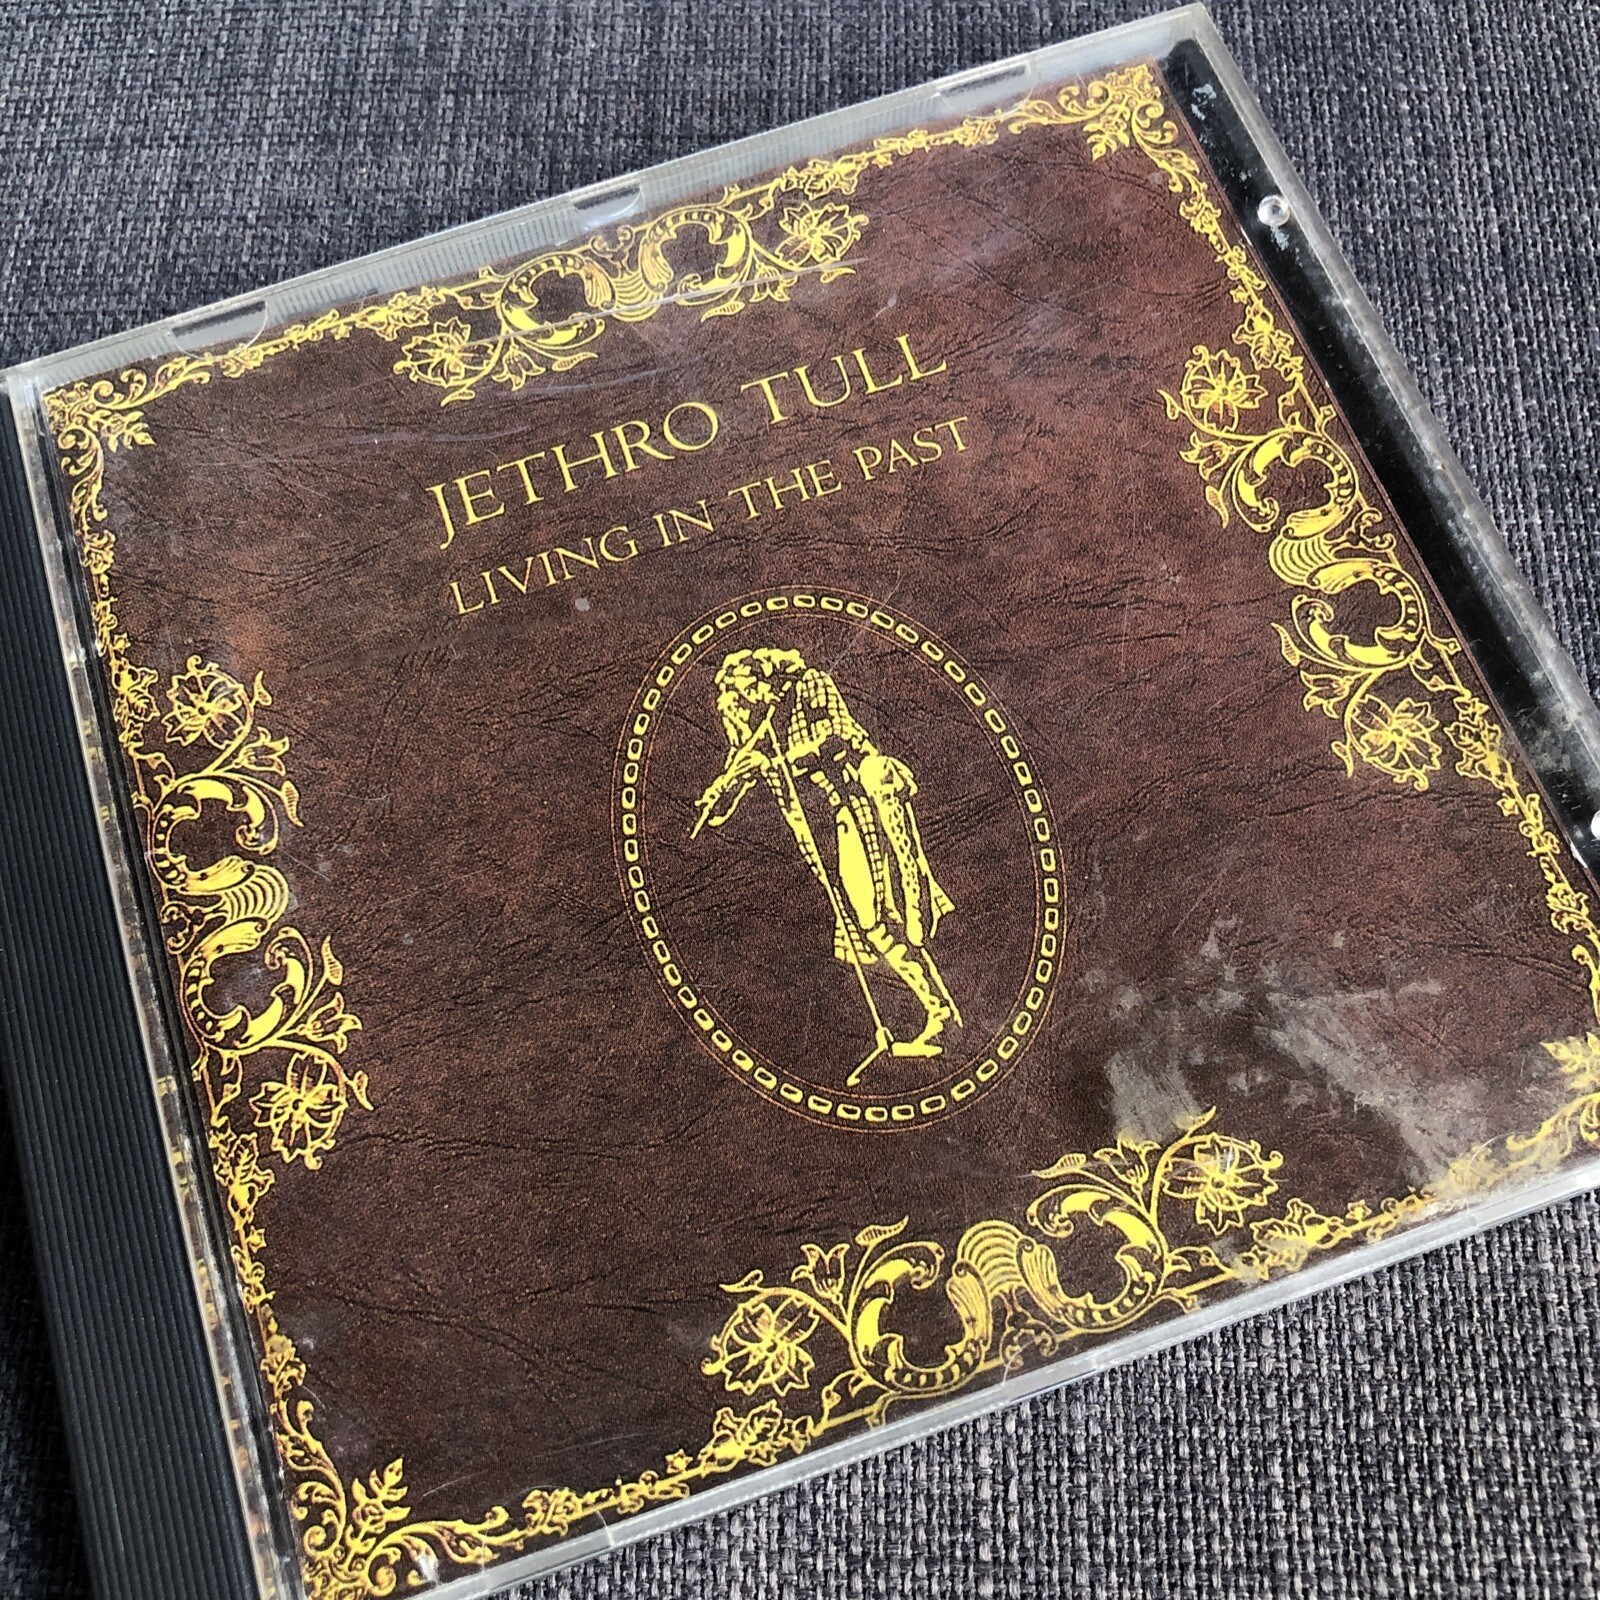 JETHRO TULL
LIVING IN THE PAST